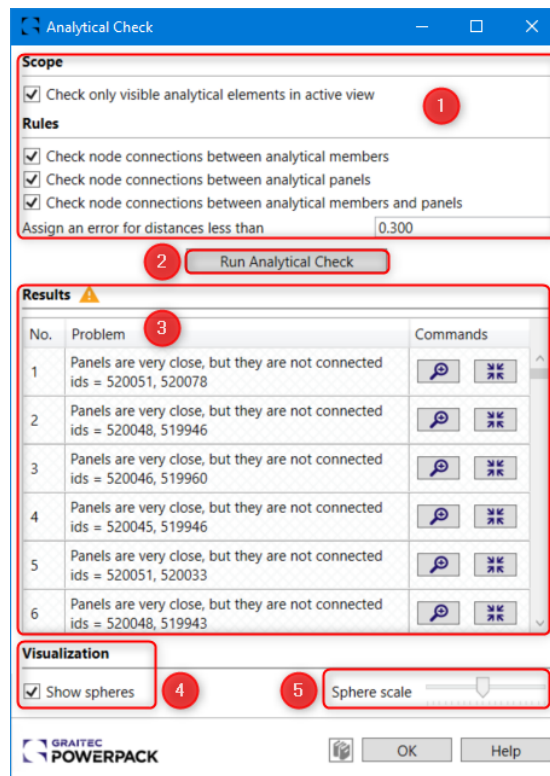 Analytical Check
Scope
Check only visible analytical elements in active view
1
Rules
Check node connections between analytical members
Check node connections between analytical panels
Check node connections between analytical members and panels
Assign an error for distances less than 0.300
2 Run Analytical Check
Results
3
No. Problem Commands
1 Panels are very close, but they are not connected
ids = 520051, 520078
2 Panels are very close, but they are not connected
ids = 520048, 519946
3 Panels are very close, but they are not connected
ids = 520046, 519960
4 Panels are very close, but they are not connected
ids = 520045, 519946
5 Panels are very close, but they are not connected
ids = 520051, 520033
6 Panels are very close, but they are not connected
ids = 520048, 519943
Visualization
Show spheres 4 5 Sphere scale
GRAITEC
POWERPACK
OK Help